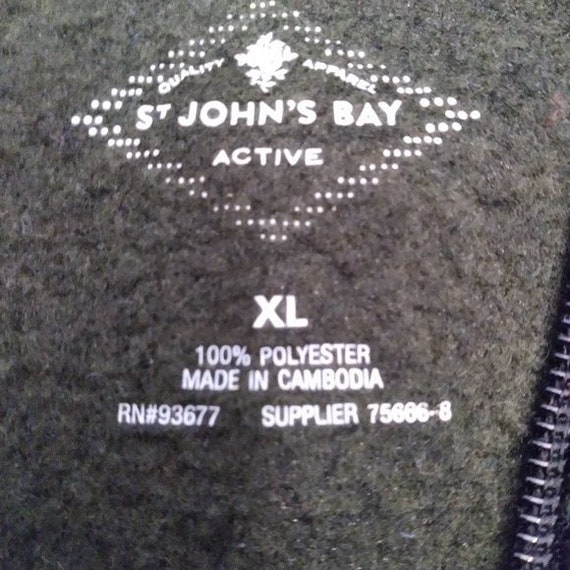 QUALITY APPAREL
ST JOHN'S BAY
ACTIVE
XL
100% POLYESTER
MADE IN CAMBODIA
RN#93677 SUPPLIER 75666-8